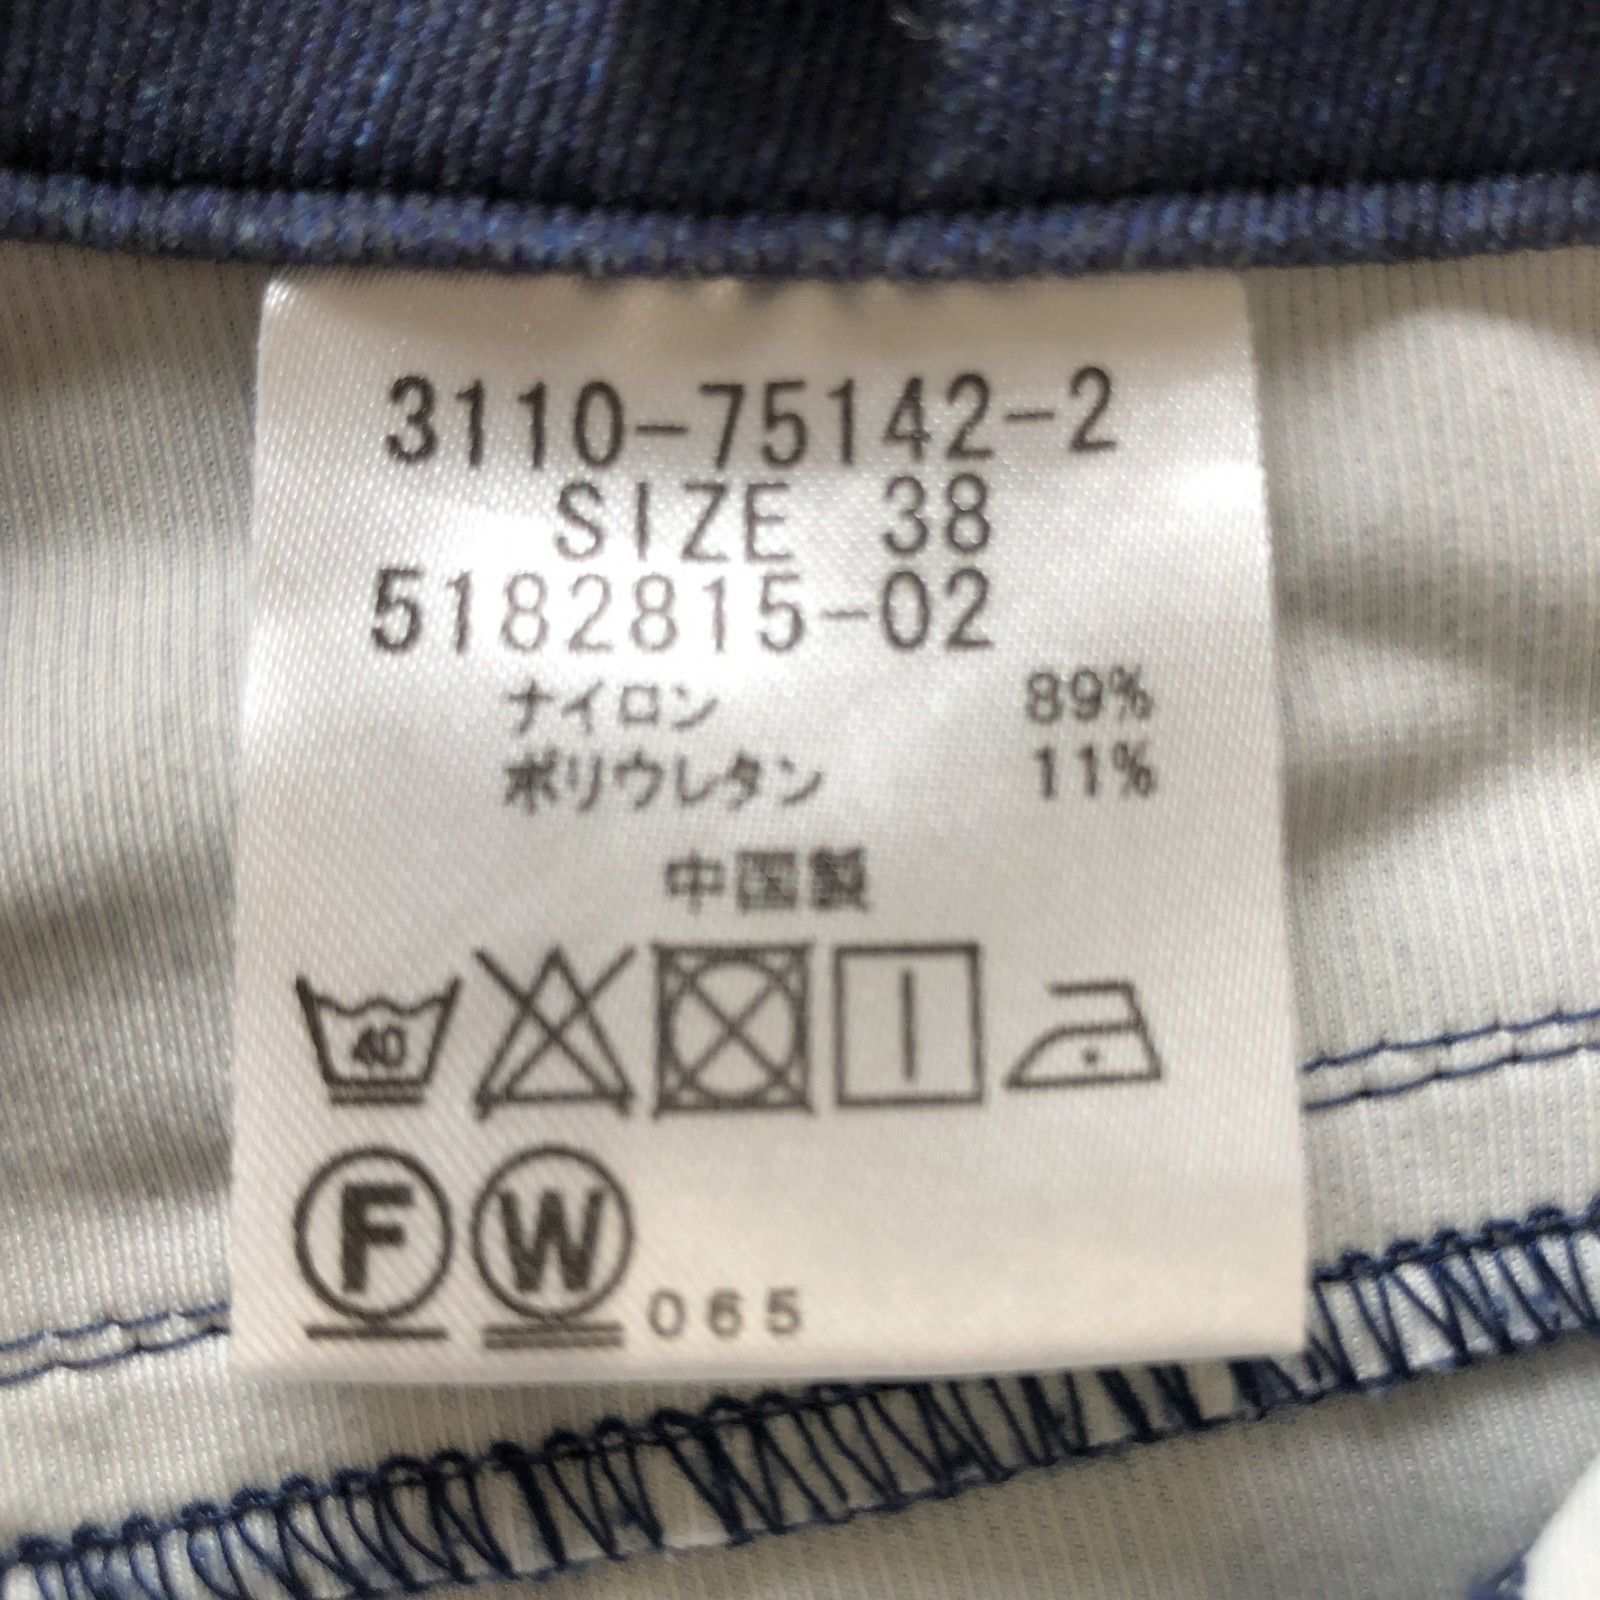 3110-75142-2
SIZE 38
5182815-02
ナイロン 89%
ポリウレタン 11%
中国製
40
F W 065